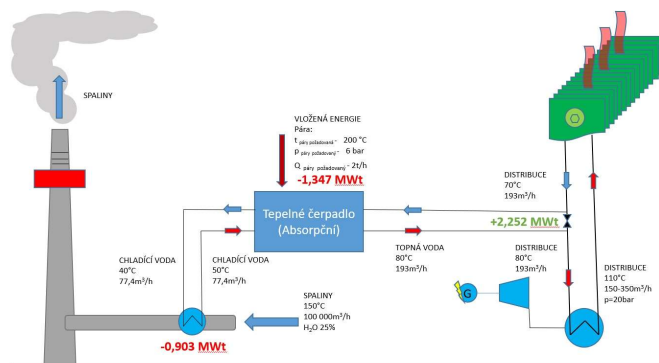 SPALINY
VLOŽENÁ ENERGIE
Pára:
t páry požadovaná = 200 °C
p páry požadovaný - 6 bar
Q páry požadovaný - 2t/h
-1,347 MWt
Tepelné čerpadlo
(Absorpční)
DISTRIBUCE
70°C
193m³/h
+2,252 MWt
CHLADÍCÍ VODA
40°C
77,4m³/h
CHLADÍCÍ VODA
50°C
77,4m³/h
TOPNÁ VODA
80°C
193m³/h
DISTRIBUCE
80°C
193m³/h
G
DISTRIBUCE
110°C
150-350m³/h
p=20bar
SPALINY
150°C
100 000m³/h
H₂O 25%
-0,903 MWt